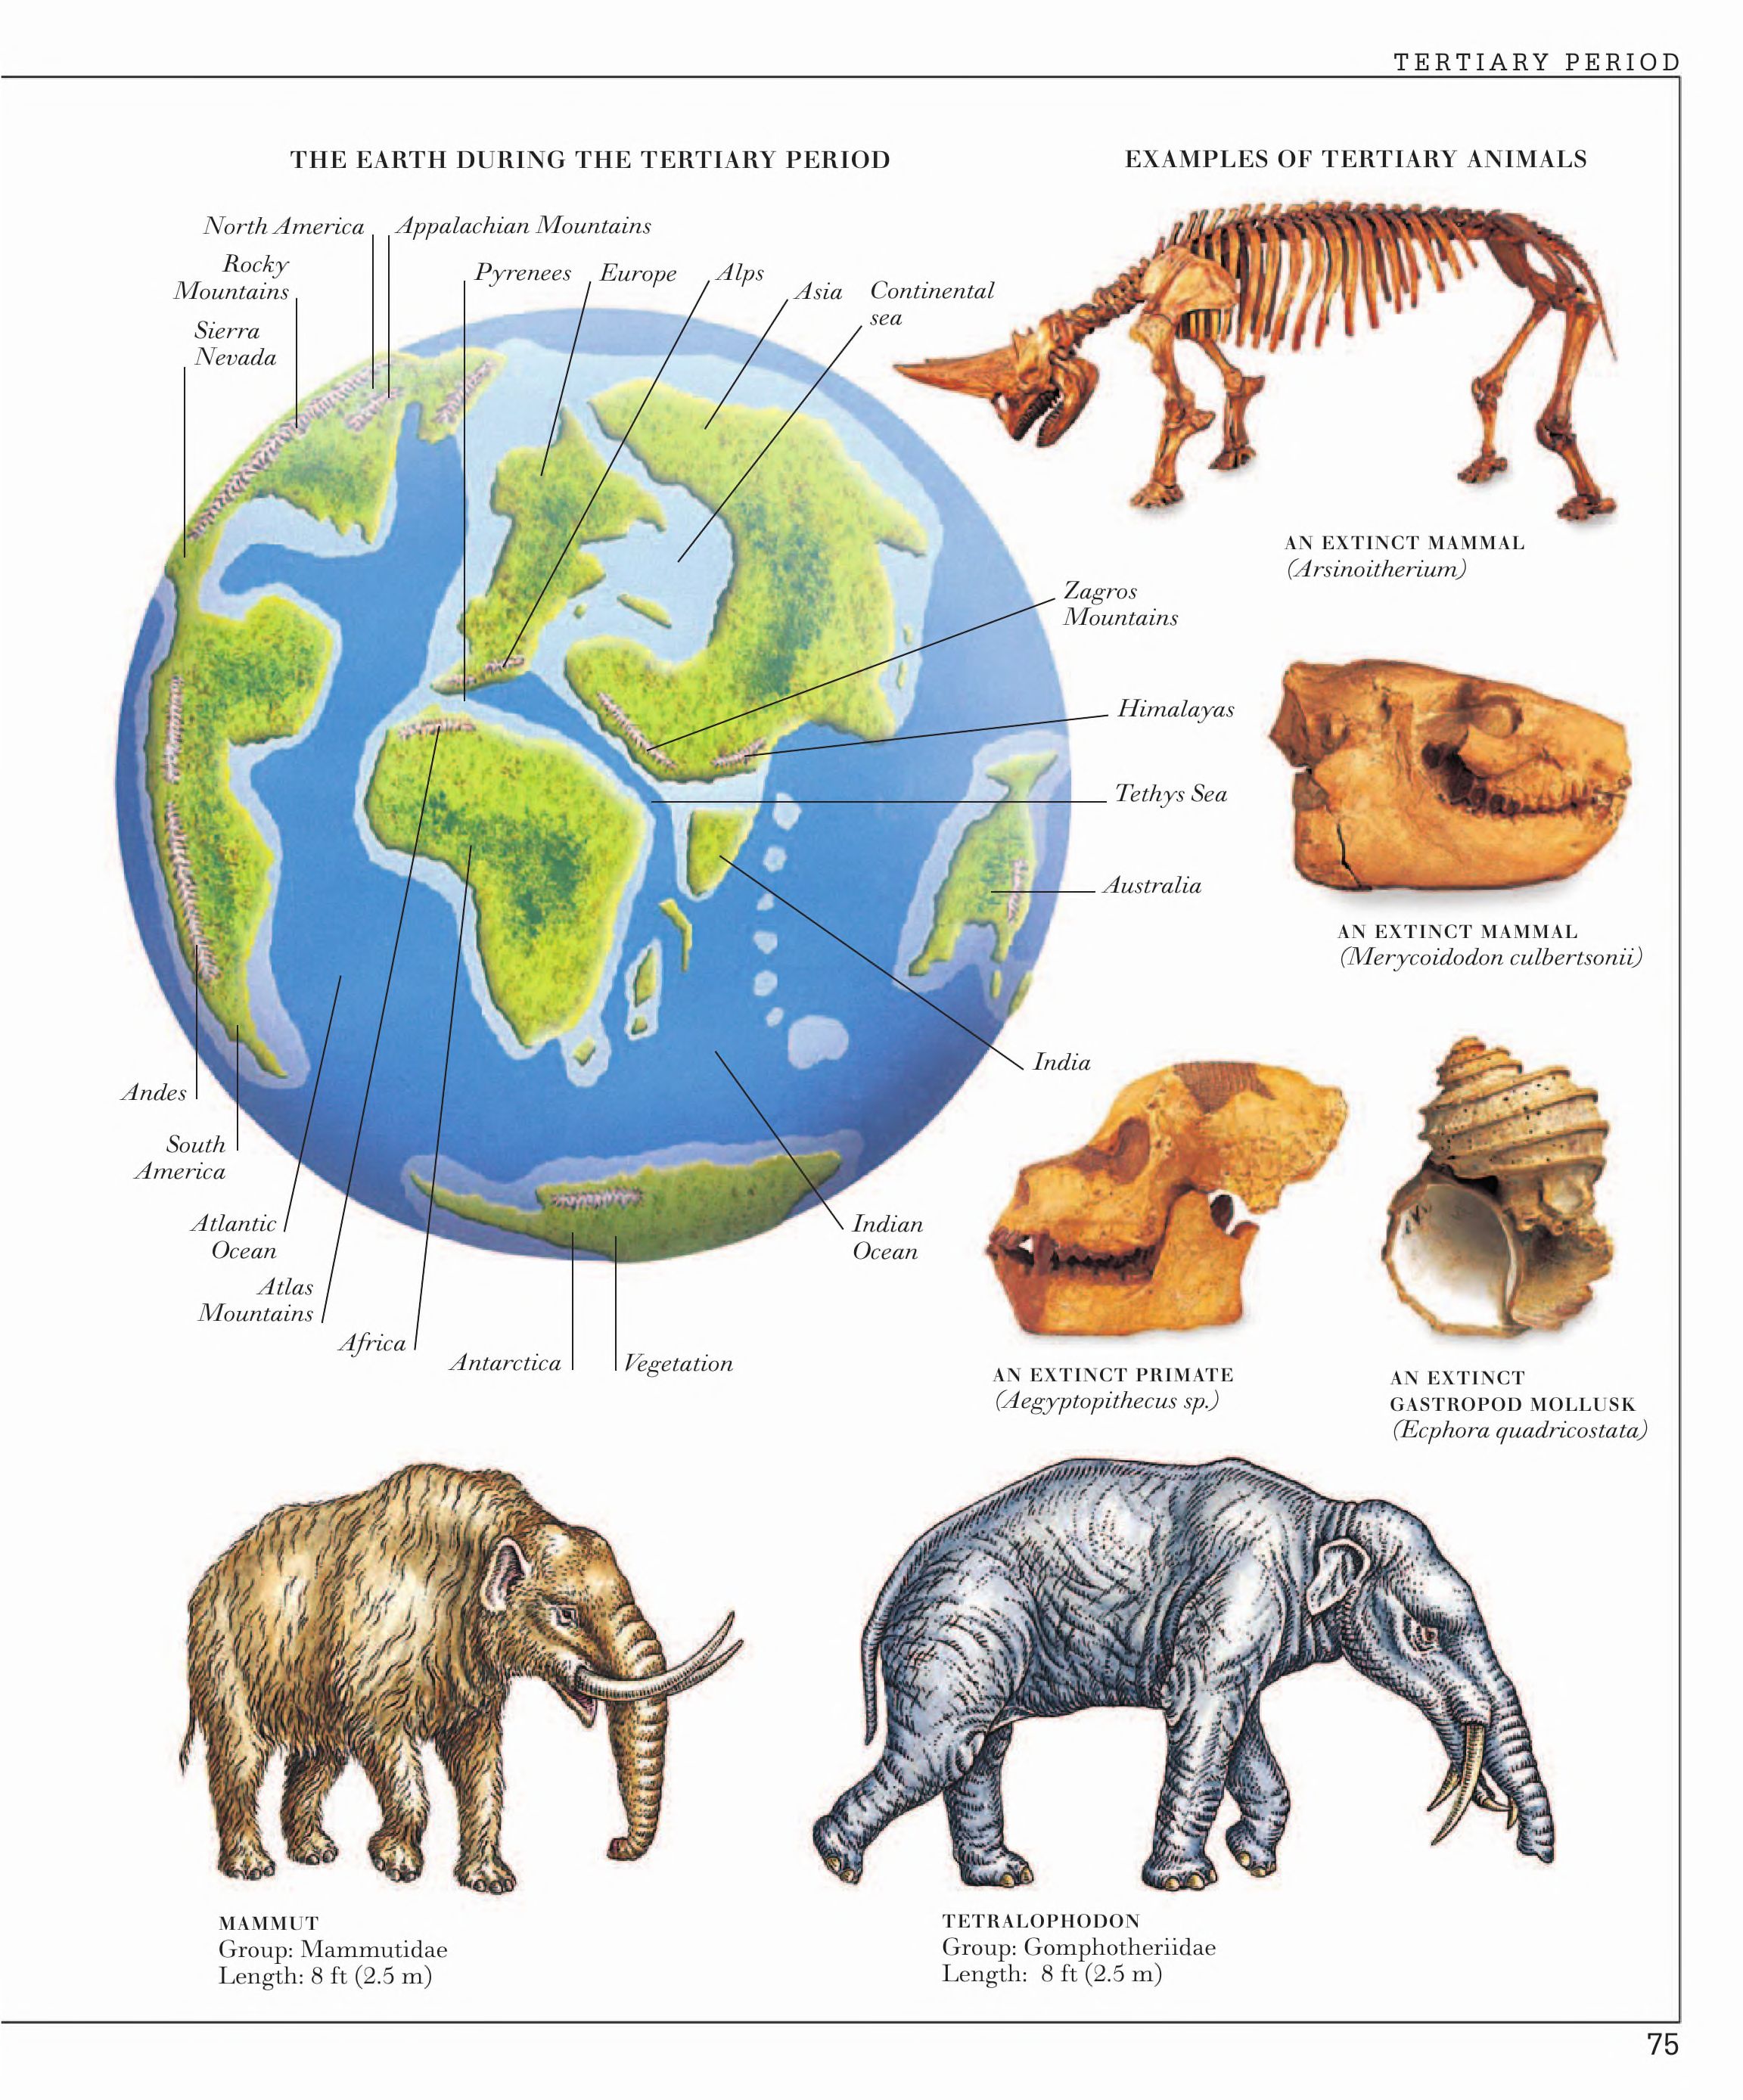 TERTIARY PERIOD
THE EARTH DURING THE TERTIARY PERIOD
North America
Appalachian Mountains
Rocky
Mountains
Pyrenees
Europe
Alps
Asia
Continental
sea
Sierra
Nevada
Zagros
Mountains
Himalayas
Tethys Sea
Australia
India
Andes
South
America
Atlantic
Ocean
Indian
Ocean
Atlas
Mountains
Africa
Antarctica
Vegetation
EXAMPLES OF TERTIARY ANIMALS
AN EXTINCT MAMMAL
(Arsinoitherium)
AN EXTINCT MAMMAL
(Merycoidodon culbertsonii)
AN EXTINCT PRIMATE
(Aegyptopithecus sp.)
AN EXTINCT
GASTROPOD MOLLUSK
(Ecphora quadricostata)
MAMMUT
Group: Mammutidae
Length: 8 ft (2.5 m)
TETRALOPHODON
Group: Gomphotheriidae
Length: 8 ft (2.5 m)
75